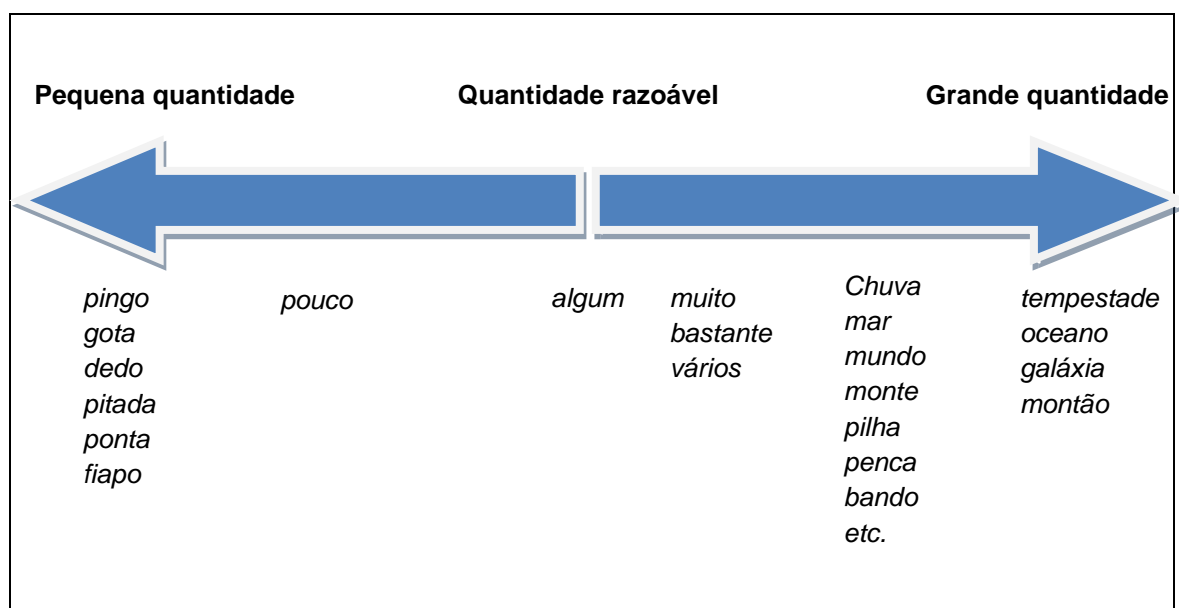 Pequena quantidade
Quantidade razoável
Grande quantidade
pingo
gota
dedo
pitada
ponta
fiapo
pouco
algum
muito
bastante
vários
Chuva
mar
mundo
monte
pilha
penca
bando
etc.
tempestade
oceano
galáxia
montão